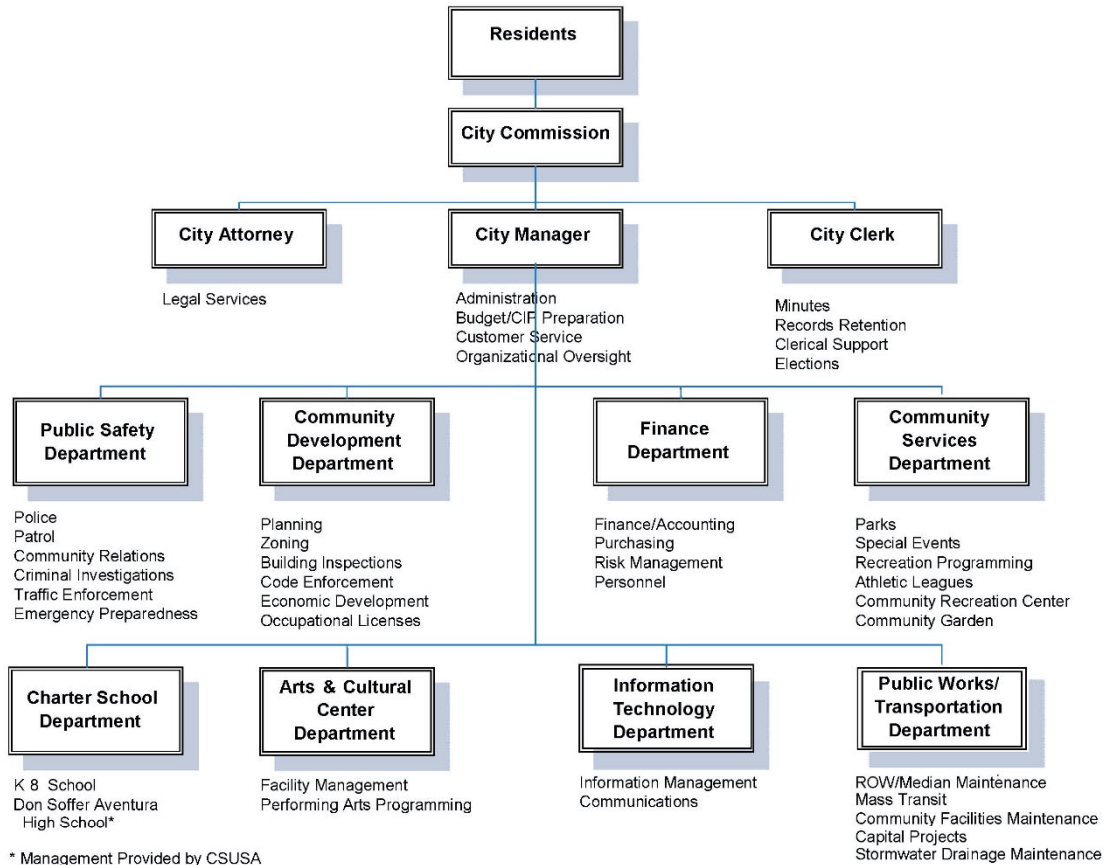 Residents
City Commission
City Attorney
Legal Services
City Manager
Administration
Budget/CIP Preparation
Customer Service
Organizational Oversight
City Clerk
Minutes
Records Retention
Clerical Support
Elections
Public Safety
Department
Police
Patrol
Community Relations
Criminal Investigations
Traffic Enforcement
Emergency Preparedness
Community
Development
Department
Planning
Zoning
Building Inspections
Code Enforcement
Economic Development
Occupational Licenses
Finance
Department
Finance/Accounting
Purchasing
Risk Management
Personnel
Community
Services
Department
Parks
Special Events
Recreation Programming
Athletic Leagues
Community Recreation Center
Community Garden
Charter School
Department
K 8 School
Don Soffer Aventura
High School*
Arts & Cultural
Center
Department
Facility Management
Performing Arts Programming
Information
Technology
Department
Information Management
Communications
Public Works/
Transportation
Department
ROW/Median Maintenance
Mass Transit
Community Facilities Maintenance
Capital Projects
Stormwater Drainage Maintenance
* Management Provided by CSUSA